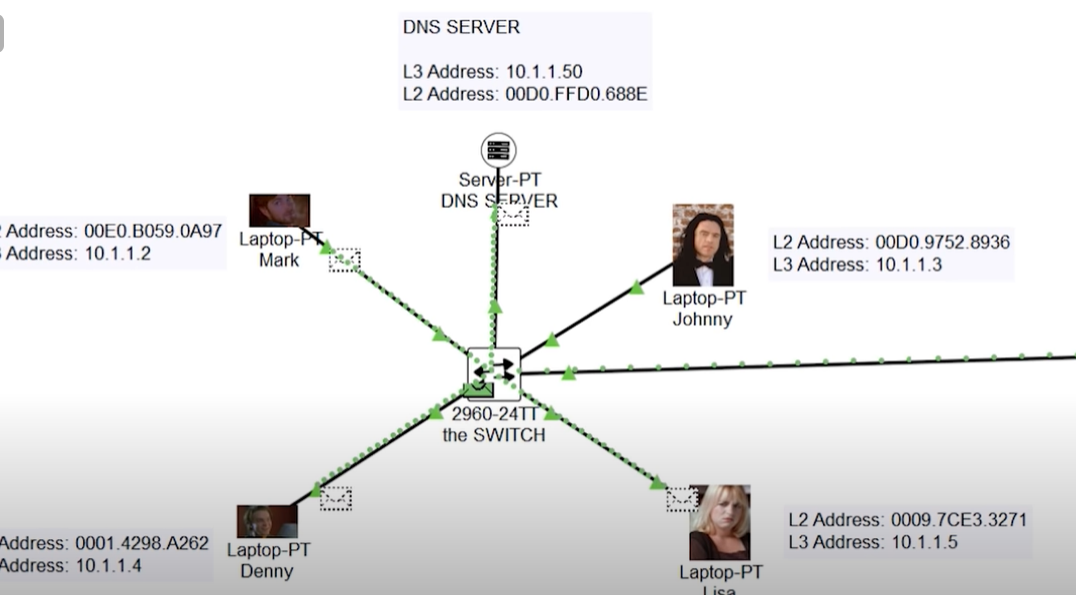 DNS SERVER
L3 Address: 10.1.1.50
L2 Address: 00D0.FFD0.688E
Server-PT
DNS SERVER
Address: 00E0.B059.0A97
Address: 10.1.1.2
Laptop-PT
Mark
L2 Address: 00D0.9752.8936
L3 Address: 10.1.1.3
Laptop-PT
Johnny
2960-24TT
the SWITCH
Address: 0001.4298.A262
Address: 10.1.1.4
Laptop-PT
Denny
L2 Address: 0009.7CE3.3271
L3 Address: 10.1.1.5
Laptop-PT
Lisa